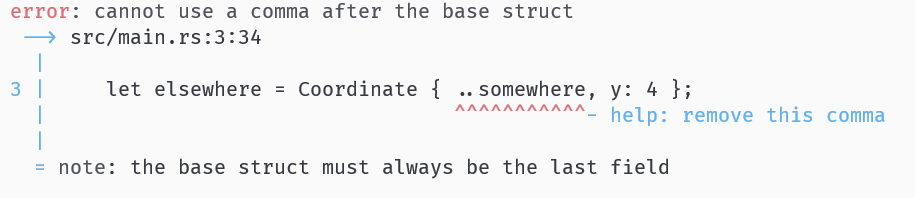 error: cannot use a comma after the base struct
 --> src/main.rs:3:34
  |
3 |     let elsewhere = Coordinate { ..somewhere, y: 4 };
  |                                  ^^^^^^^^^^^- help: remove this comma
  |
  = note: the base struct must always be the last field